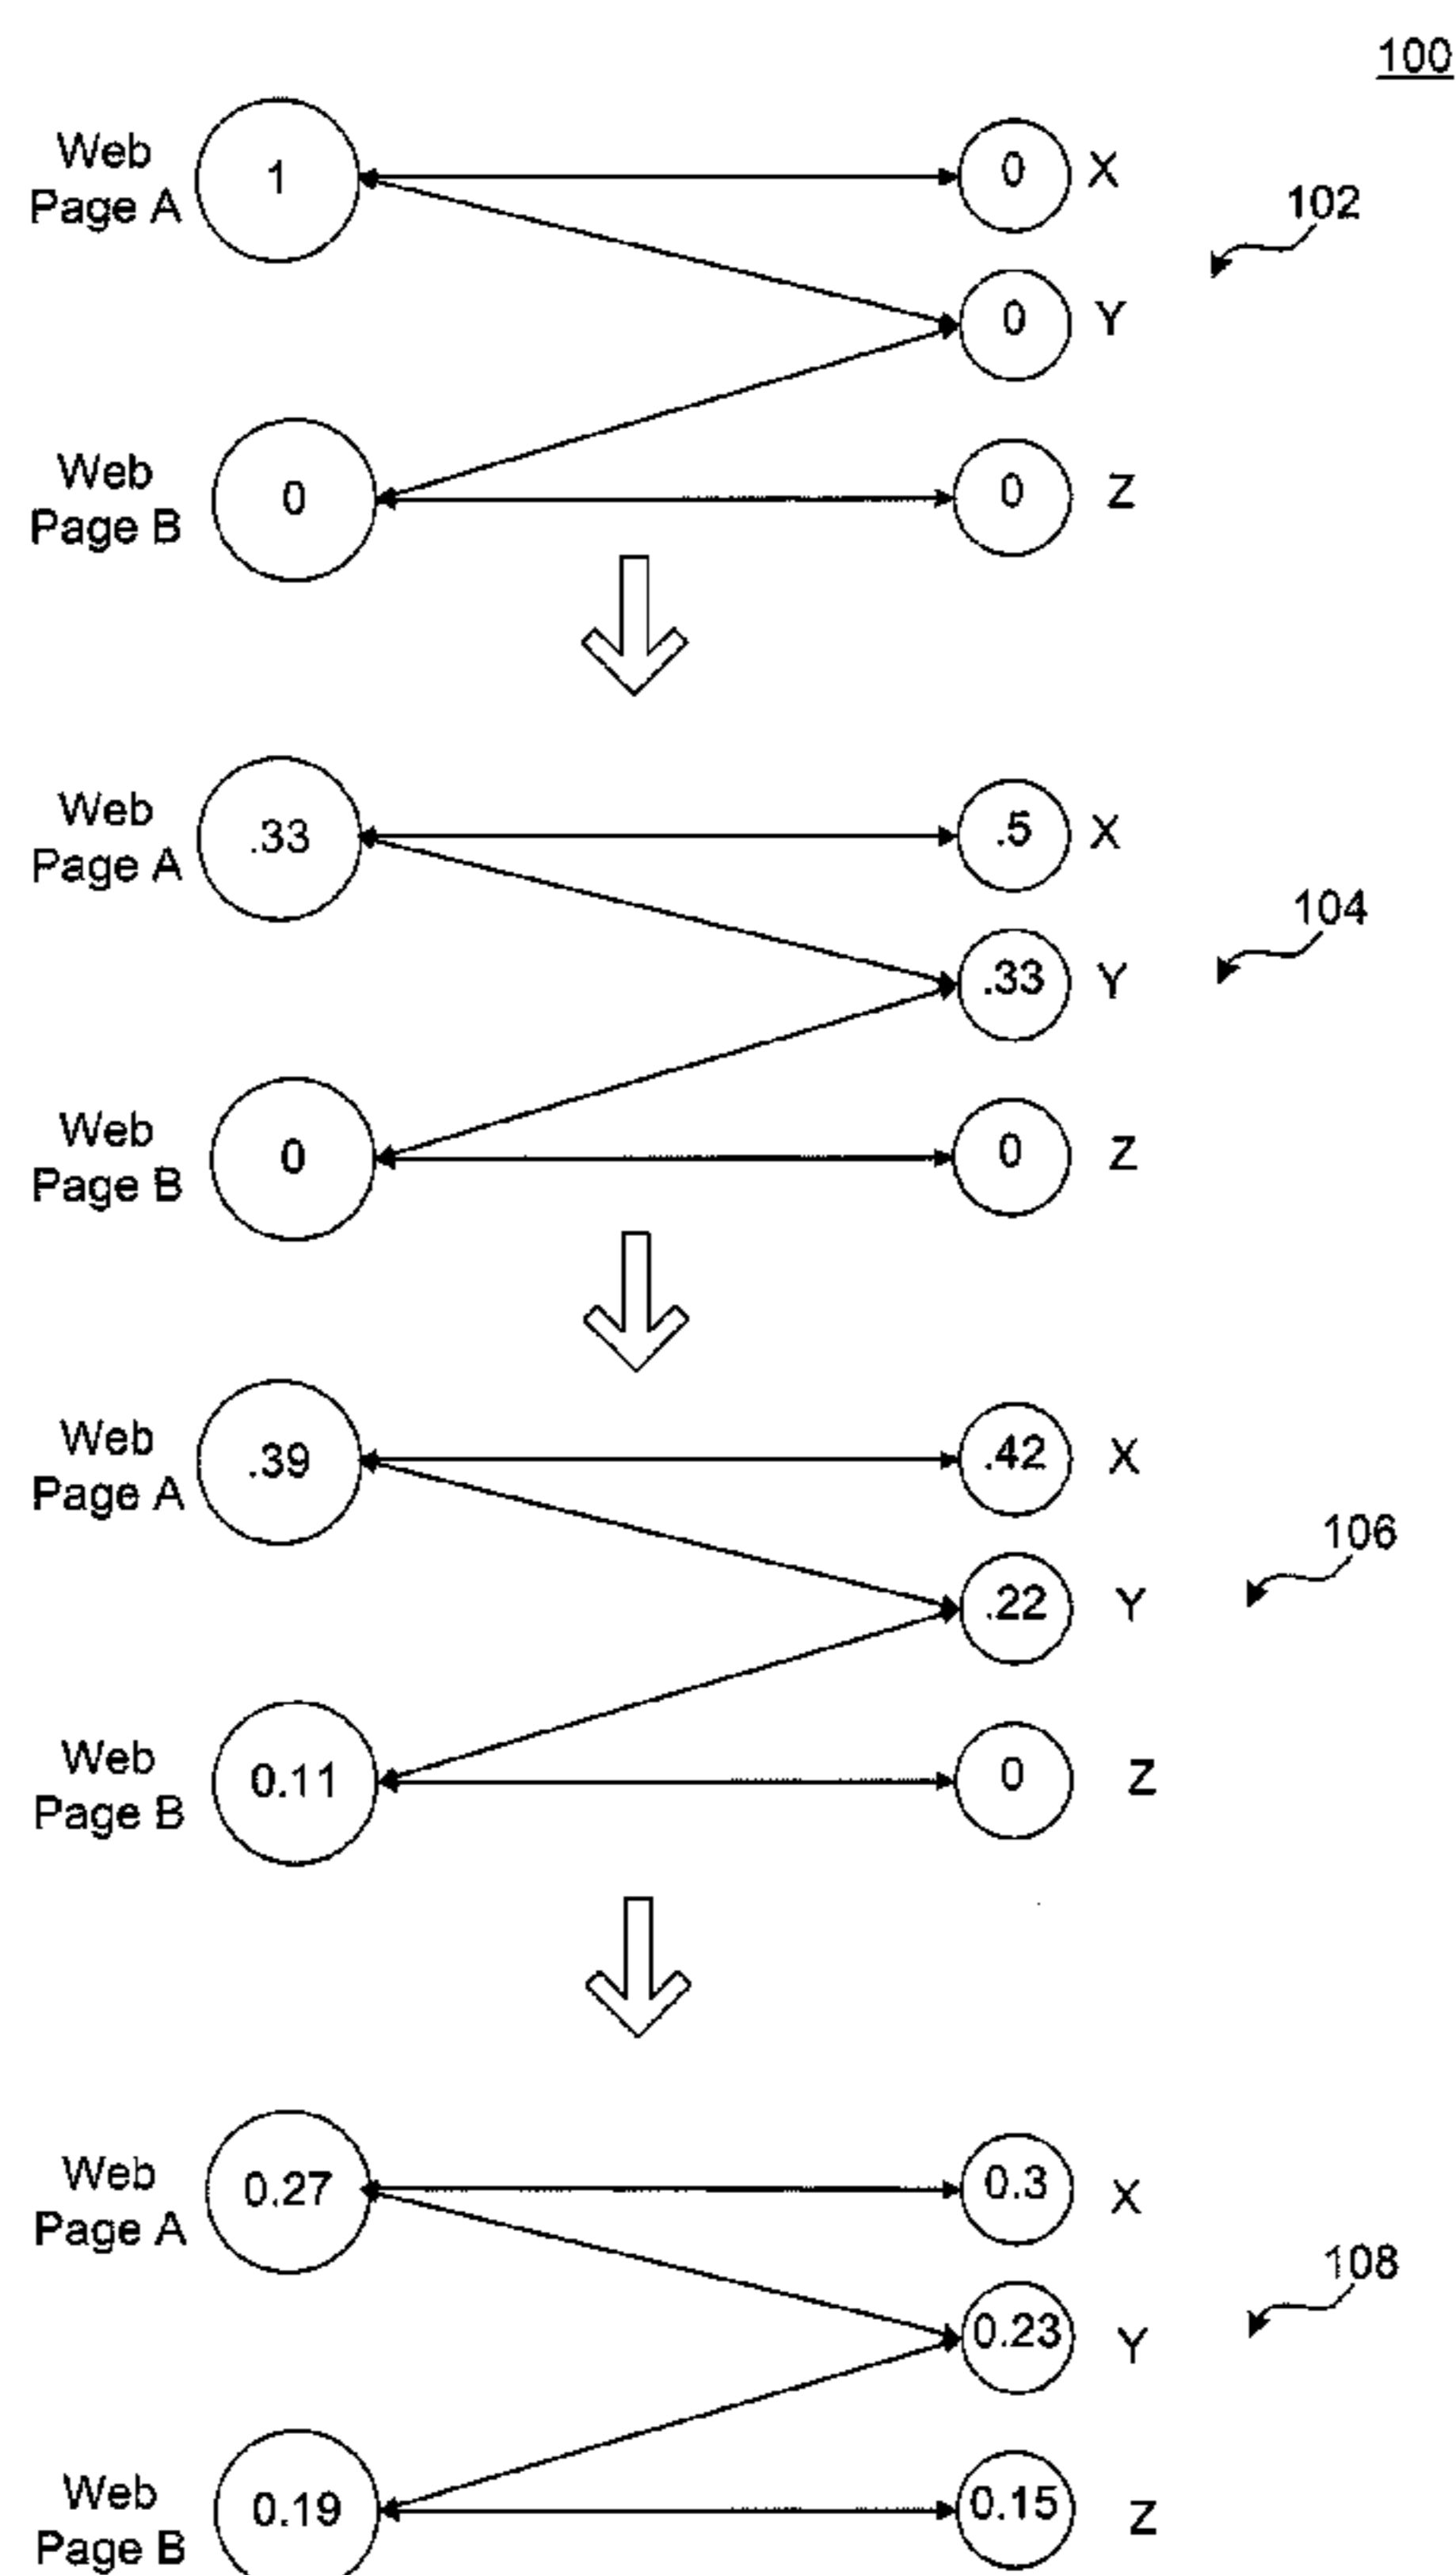 100
Web
Page A
1
0
X
102
0
Y
Web
Page B
0
0
Z
Web
Page A
.33
.5
X
104
.33
Y
Web
Page B
0
0
Z
Web
Page A
.39
.42
X
106
.22
Y
Web
Page B
0.11
0
Z
Web
Page A
0.27
0.3
X
108
0.23
Y
Web
Page B
0.19
0.15
Z